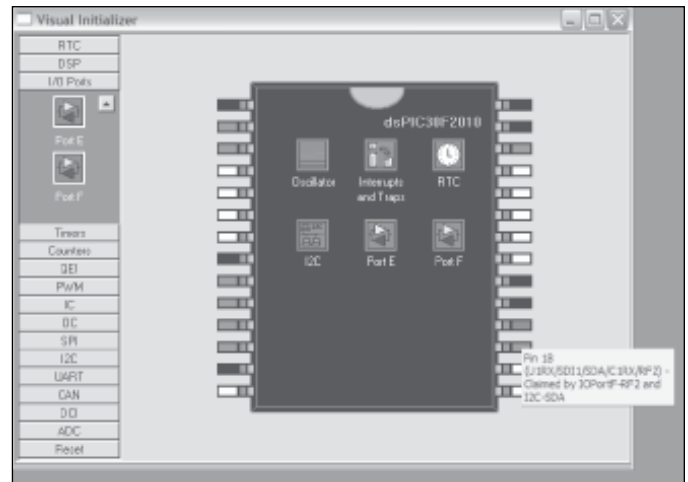 Visual Initializer
RTC
DSP
I/O Ports
Port E
Port F
Timers
Counters
QEI
PWM
IC
OC
SPI
I2C
UART
CAN
DCI
ADC
Reset
dsPIC30F2010
Oscillator
Interrupts
and Traps
RTC
I2C
Port E
Port F
Pin 18
(U1RX/SDI1/SDA/C1RX/RF2) -
Claimed by IOPortF-RF2 and
I2C-SDA